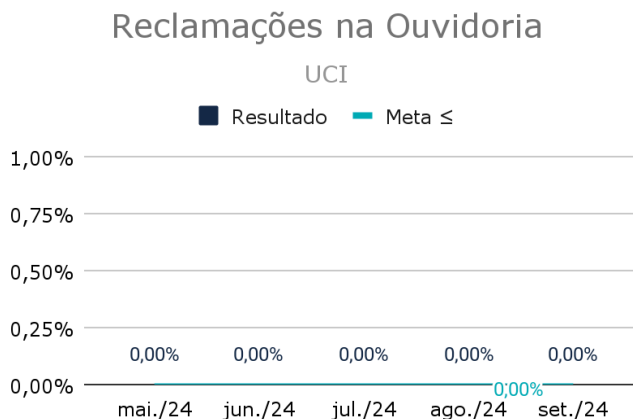 Reclamações na Ouvidoria
UCI
Resultado Meta ≤
1,00%
0,75%
0,50%
0,25%
0,00% 0,00% 0,00% 0,00% 0,00%
0,00% 0,00%
mai./24 jun./24 jul./24 ago./24 set./24